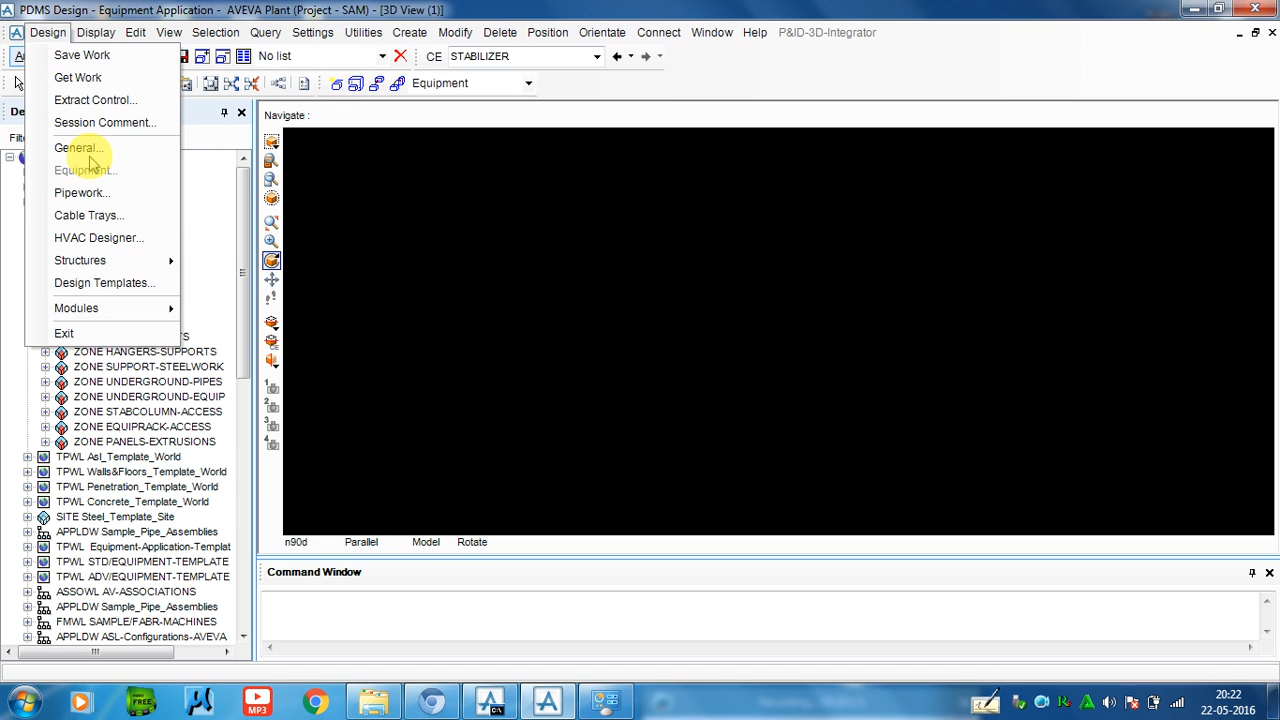 PDMS Design - Equipment Application - AVEVA Plant (Project - SAM) - [3D View (1)]
Design Display Edit View Selection Query Settings Utilities Create Modify Delete Position Orientate Connect Window Help P&ID-3D-Integrator
No list CE STABILIZER
Equipment
Save Work
Get Work
Extract Control...
Session Comment...
General...
Equipment...
Pipework...
Cable Trays...
HVAC Designer...
Structures
Design Templates...
Modules
Exit
Navigate :
ZONE HANGERS-SUPPORTS
ZONE SUPPORT-STEELWORK
ZONE UNDERGROUND-PIPES
ZONE UNDERGROUND-EQUIP
ZONE STABCOLUMN-ACCESS
ZONE EQUIPRACK-ACCESS
ZONE PANELS-EXTRUSIONS
TPWL Asl_Template_World
TPWL Walls&Floors_Template_World
TPWL Penetration_Template_World
TPWL Concrete_Template_World
SITE Steel_Template_Site
APPLDW Sample_Pipe_Assemblies
TPWL Equipment-Application-Templat
TPWL STD/EQUIPMENT-TEMPLATE
TPWL ADV/EQUIPMENT-TEMPLATE
ASSOWL AV-ASSOCIATIONS
APPLDW Sample_Pipe_Assemblies
FMWL SAMPLE/FABR-MACHINES
APPLDW ASL-Configurations-AVEVA
1
2
3
4
n90d Parallel Model Rotate
Command Window
FREE
MP3
20:22
22-05-2016